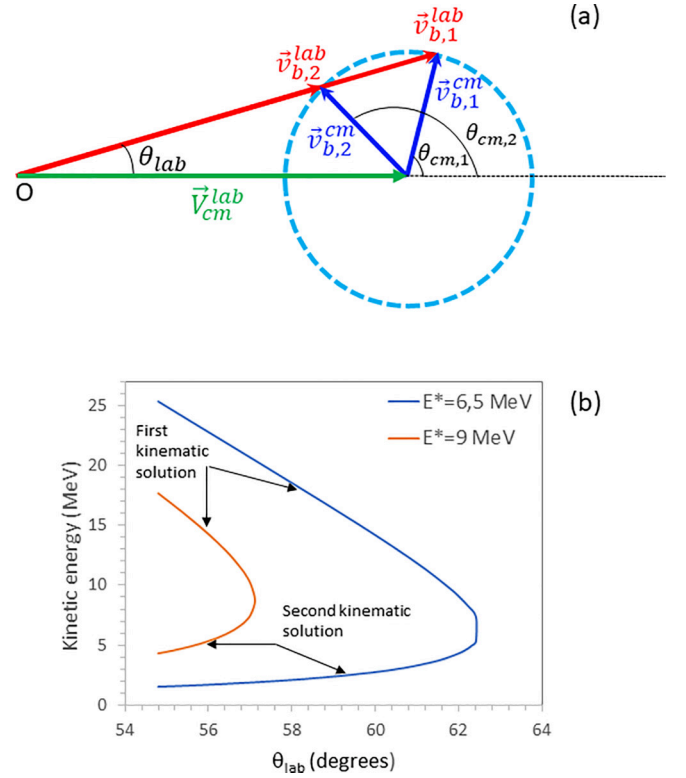 (a)
v⃗_{b,1}^{lab}
v⃗_{b,2}^{lab}
v⃗_{b,1}^{cm}
v⃗_{b,2}^{cm}
θ_{cm,2}
θ_{cm,1}
θ_{lab}
O
V⃗_{cm}^{lab}
(b)
E*=6,5 MeV
E*=9 MeV
First
kinematic
solution
Second kinematic
solution
Kinetic energy (MeV)
25
20
15
10
5
0
54 56 58 60 62 64
θ_{lab} (degrees)